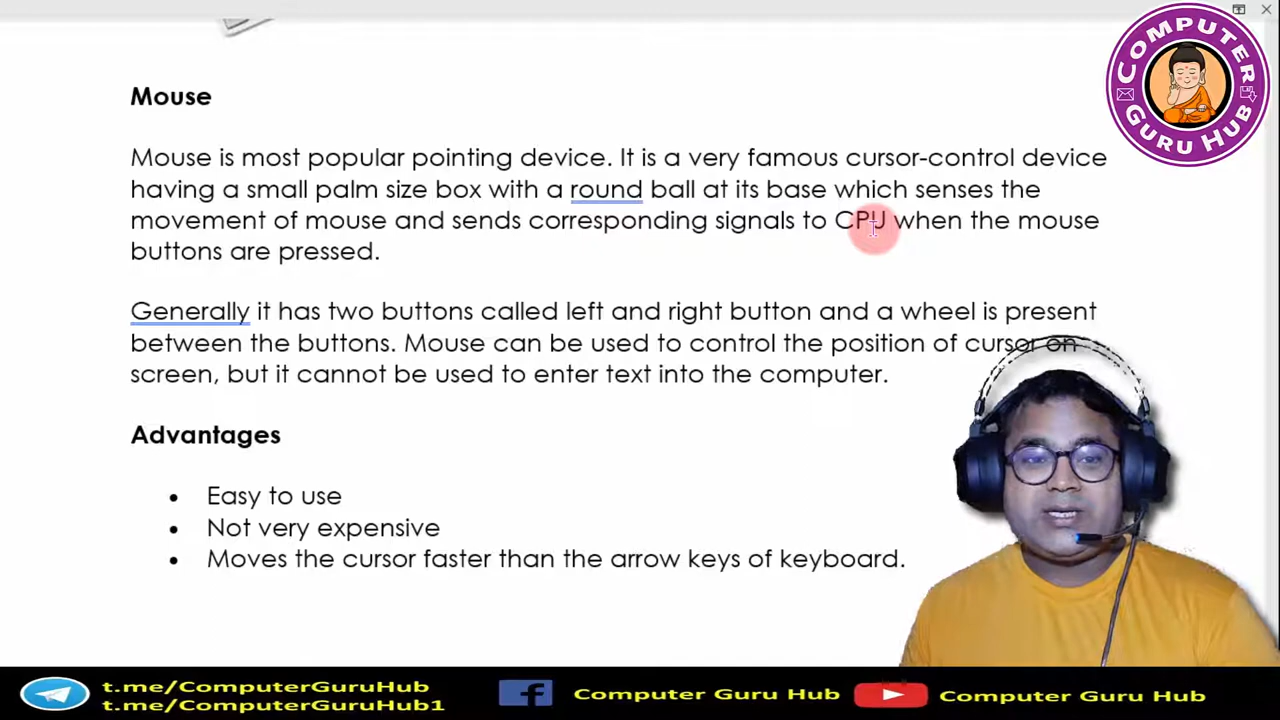 COMPUTER
GURU HUB
Mouse
Mouse is most popular pointing device. It is a very famous cursor-control device
having a small palm size box with a round ball at its base which senses the
movement of mouse and sends corresponding signals to CPU when the mouse
buttons are pressed.
Generally it has two buttons called left and right button and a wheel is present
between the buttons. Mouse can be used to control the position of cursor on
screen, but it cannot be used to enter text into the computer.
Advantages
• Easy to use
• Not very expensive
• Moves the cursor faster than the arrow keys of keyboard.
t.me/ComputerGuruHub
t.me/ComputerGuruHub1
Computer Guru Hub
Computer Guru Hub